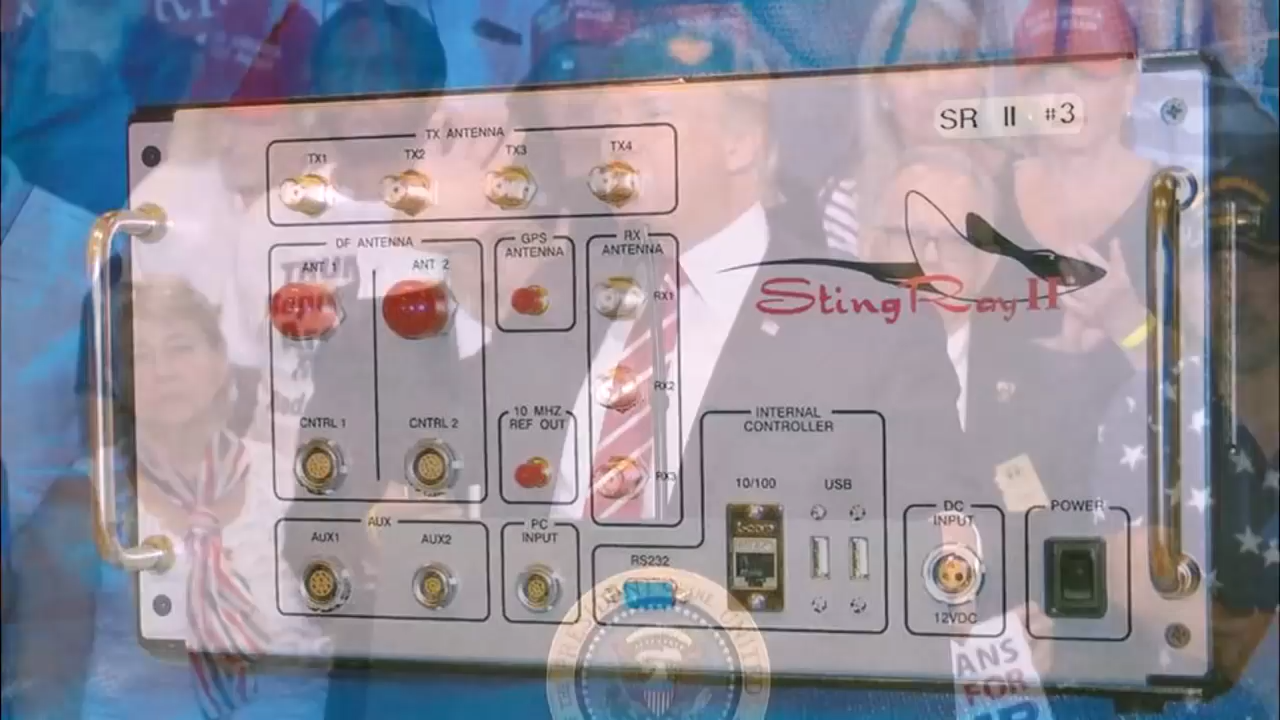 SR II #3
TX ANTENNA
TX1 TX2 TX3 TX4
DF ANTENNA
ANT 1 ANT 2
CNTRL 1 CNTRL 2
GPS
ANTENNA
RX
ANTENNA
RX1
RX2
RX3
StingRay II
10 MHZ
REF OUT
INTERNAL
CONTROLLER
10/100 USB
RS232
AUX
AUX1 AUX2
PC
INPUT
DC
INPUT
12VDC
POWER
ANS
FOR